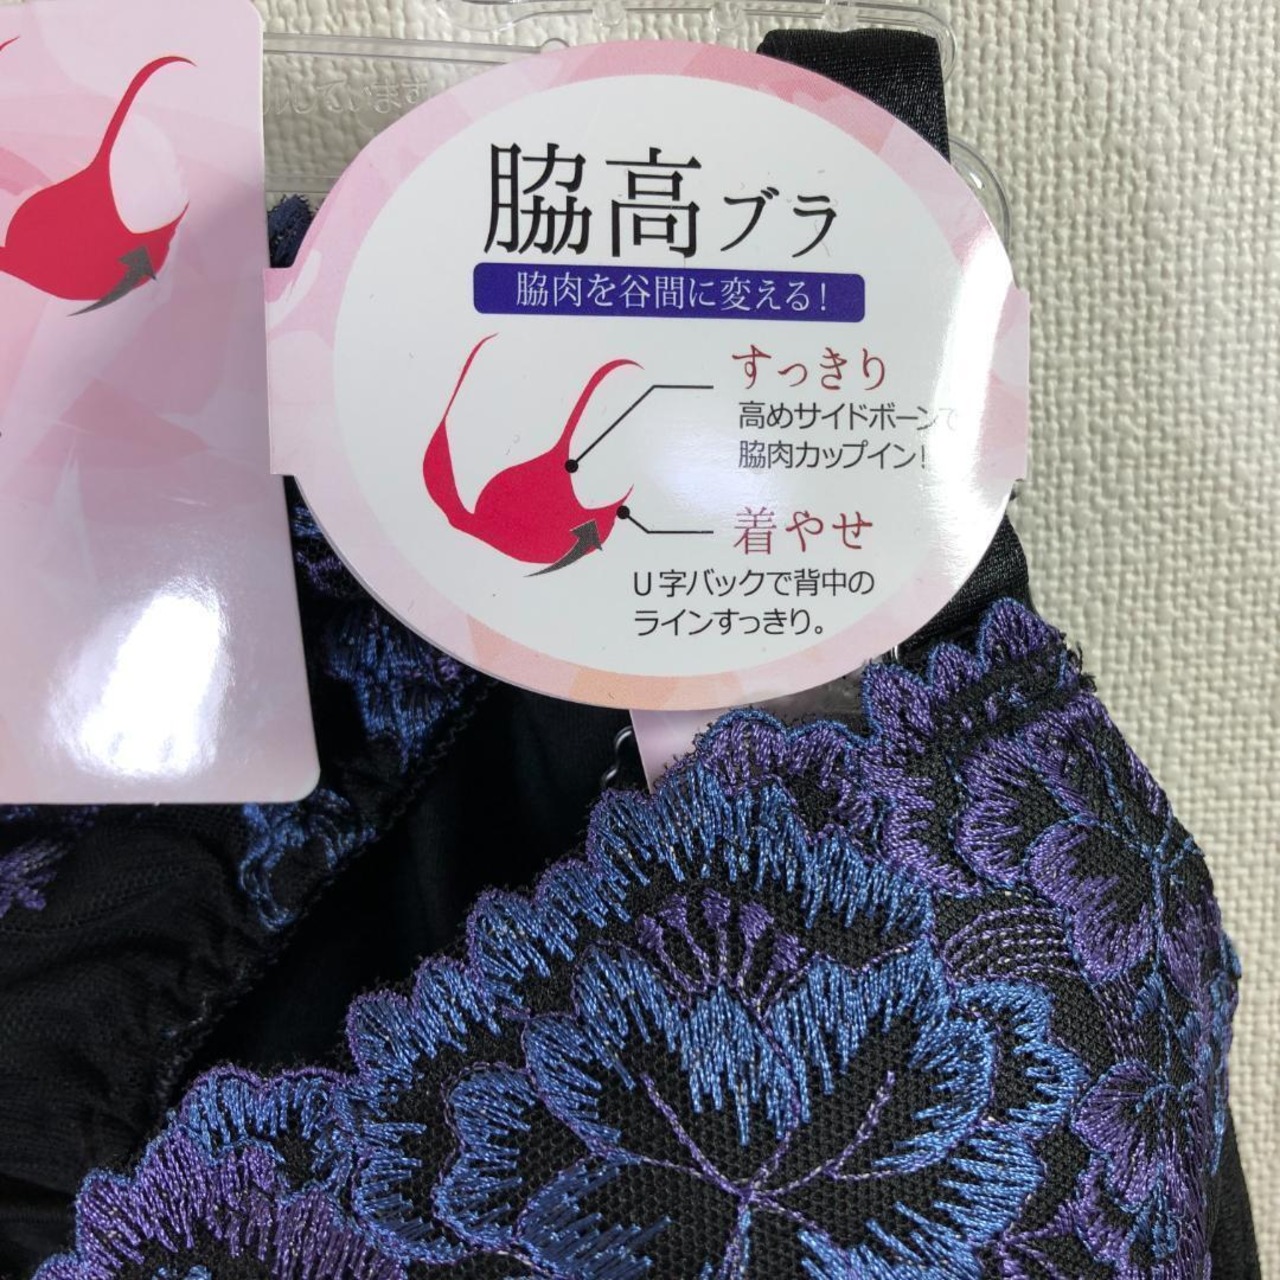 脇高ブラ
脇肉を谷間に変える!
すっきり
高めサイドボーンで
脇肉カップイン!
着やせ
U字バックで背中の
ラインすっきり。